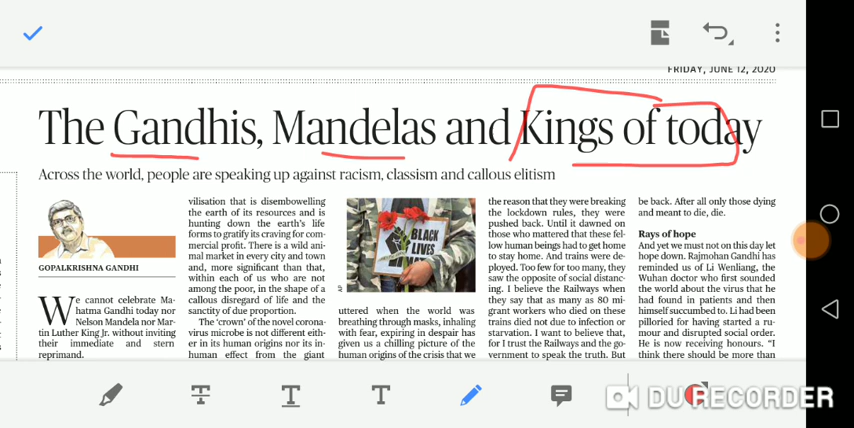 FRIDAY, JUNE 12, 2020
The Gandhis, Mandelas and Kings of today
Across the world, people are speaking up against racism, classism and callous elitism
GOPALKRISHNA GANDHI
We cannot celebrate Ma-
hatma Gandhi today nor
Nelson Mandela nor Mar-
tin Luther King Jr. without inviting
their immediate and stern
reprimand.
vilisation that is disembowelling
the earth of its resources and is
hunting down the earth's life
forms to gratify its craving for com-
mercial profit. There is a wild ani-
mal market in every city and town
and, more significant than that,
within each of us who are not
among the poor, in the shape of a
callous disregard of life and the
sanctity of due proportion.
The 'crown' of the novel corona-
virus microbe is not different eith-
er in its human origins nor its in-
human effect from the giant
BLACK
LIVES
AP
uttered when the world was
breathing through masks, inhaling
with fear, expiring in despair has
given us a chilling picture of the
human origins of the crisis that we
the reason that they were breaking
the lockdown rules, they were
pushed back. Until it dawned on
those who mattered that these fel-
low human beings had to get home
to stay home. And trains were de-
ployed. Too few for too many, they
saw the opposite of social distanc-
ing. I believe the Railways when
they say that as many as 80 mi-
grant workers who died on these
trains died not due to infection or
starvation. I want to believe that,
for I trust the Railways and the go-
vernment to speak the truth. But
be back. After all only those dying
and meant to die, die.
Rays of hope
And yet we must not on this day let
hope down. Rajmohan Gandhi has
reminded us of Li Wenliang, the
Wuhan doctor who first sounded
the world about the virus that he
had found in patients and then
himself succumbed to. Li had been
pilloried for having started a ru-
mour and disrupted social order.
He is now receiving honours. "I
think there should be more than
T
T
T
DU RECORDER